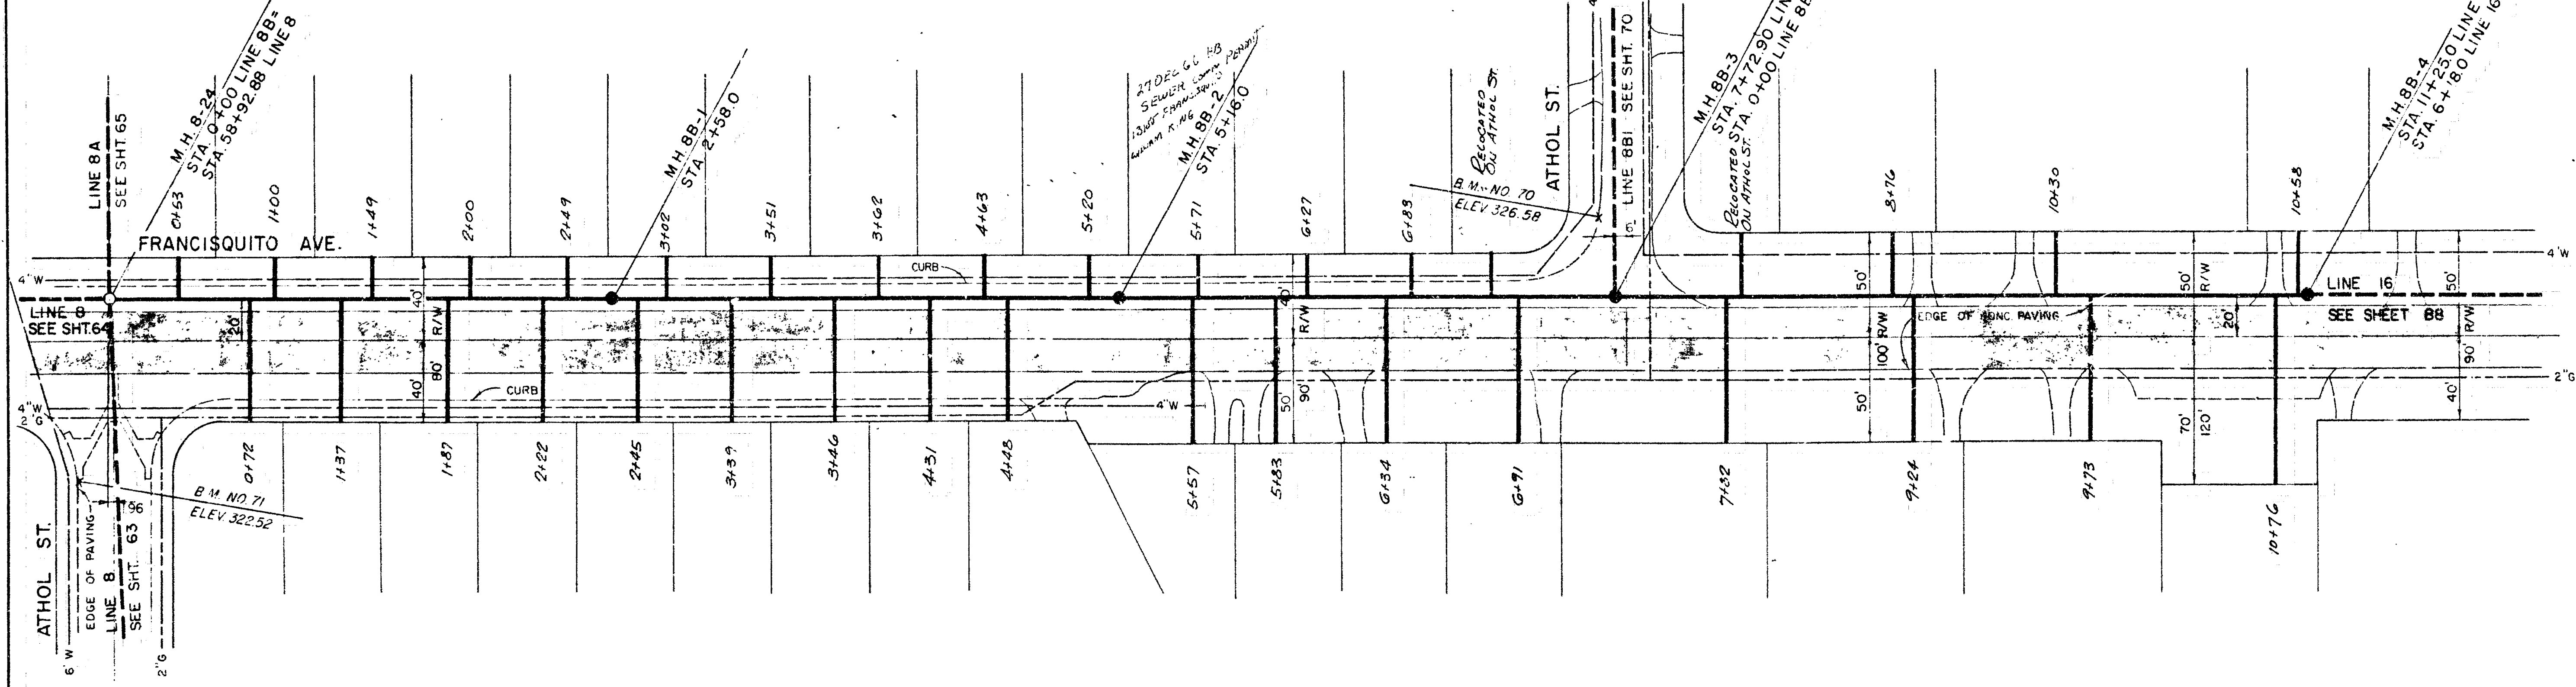 M.H. 8-24
STA. 0+00 LINE 8B=
STA. 58+92.88 LINE 8
LINE 8A
SEE SHT. 65
M.H. 8B-1
STA. 2+58.0
27 DEC 66 HB
SEWER CONN PERMIT
M.H. 8B-2
STA. 5+16.0
RELOCATED
ON ATHOL ST.
B.M. NO. 70
ELEV 326.58
ATHOL ST.
6'
LINE 8B1 SEE SHT. 70
M.H. 8B-3
STA. 7+72.90
STA. 0+00 LINE
RELOCATED
ON ATHOL ST.
M.H. 8B-4
STA. 11+25.0 LINE
STA. 6+18.0 LINE 16
0+53
1+00
1+49
2+00
2+49
3+02
3+51
3+62
4+63
5+20
5+71
6+27
6+83
8+76
10+30
10+58
FRANCISQUITO AVE.
4"W
CURB
4"W
LINE 8
SEE SHT. 64
20'
40'
80' R/W
40'
40'
R/W
50'
90'
50'
100' R/W
50'
EDGE OF CONC. PAVING
50'
R/W
70'
120'
20'
LINE 16
SEE SHEET 88
50'
R/W
90'
40'
CURB
4"W
2"G
4"W
2"G
0+72
1+37
1+87
2+22
2+45
3+39
3+46
4+31
4+48
5+57
5+83
6+34
6+91
7+32
9+24
9+73
10+76
B.M. NO. 71
ELEV. 322.52
ATHOL ST.
EDGE OF PAVING
LINE 8
SEE SHT. 63
6"W
2"G